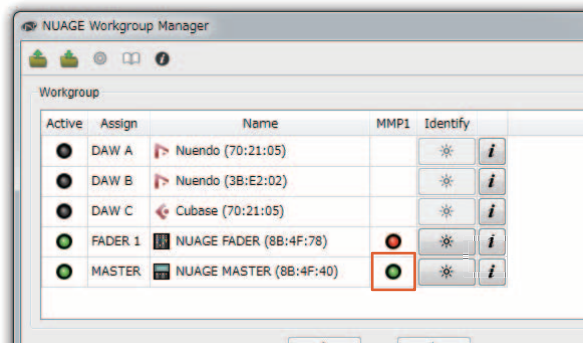 NUAGE Workgroup Manager
Workgroup
Active Assign Name MMP1 Identify
DAW A Nuendo (70:21:05) i
DAW B Nuendo (3B:E2:02) i
DAW C Cubase (70:21:05) i
FADER 1 NUAGE FADER (8B:4F:78) i
MASTER NUAGE MASTER (8B:4F:40) i